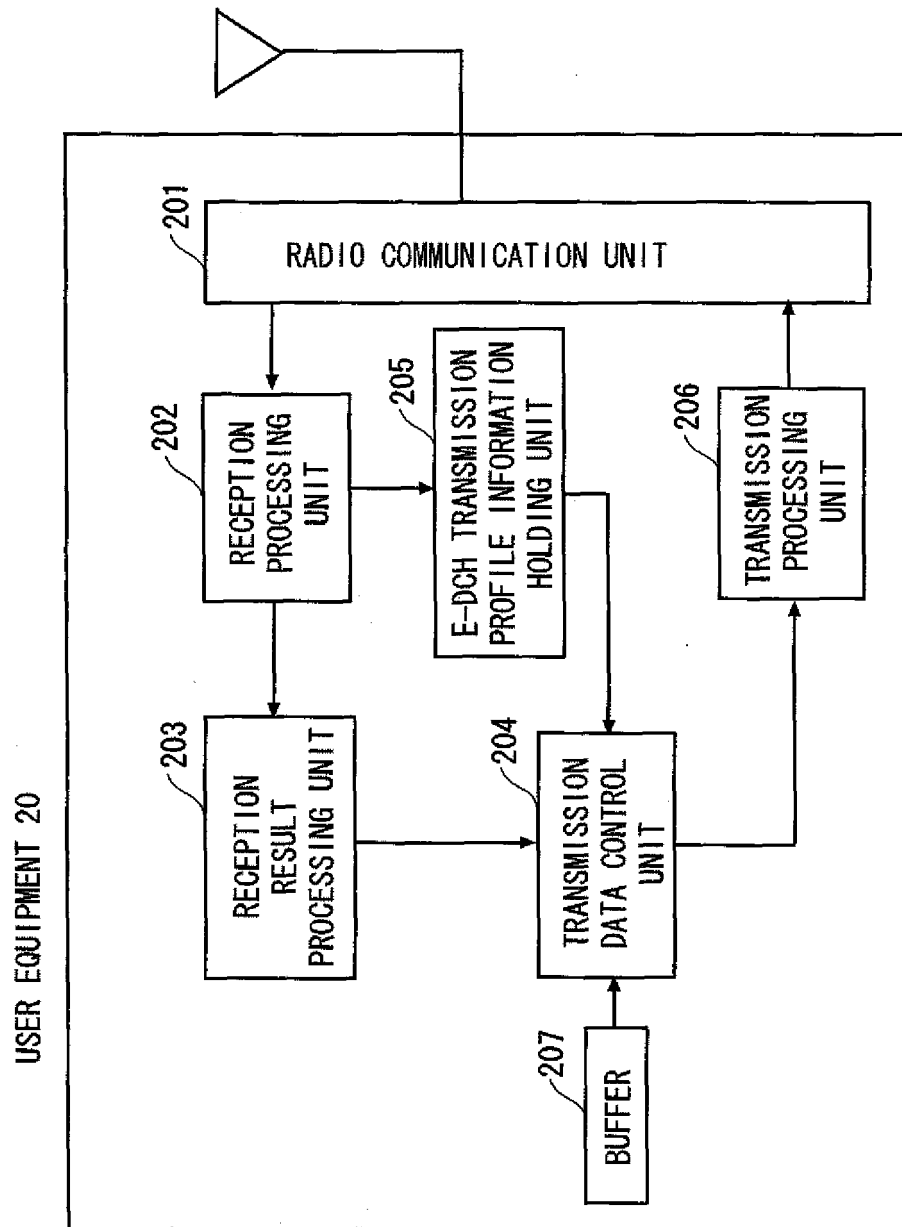 USER EQUIPMENT 20
203
RECEPTION
RESULT
PROCESSING UNIT
202
RECEPTION
PROCESSING
UNIT
201
RADIO COMMUNICATION UNIT
205
E-DCH TRANSMISSION
PROFILE INFORMATION
HOLDING UNIT
207
BUFFER
204
TRANSMISSION
DATA CONTROL
UNIT
206
TRANSMISSION
PROCESSING
UNIT